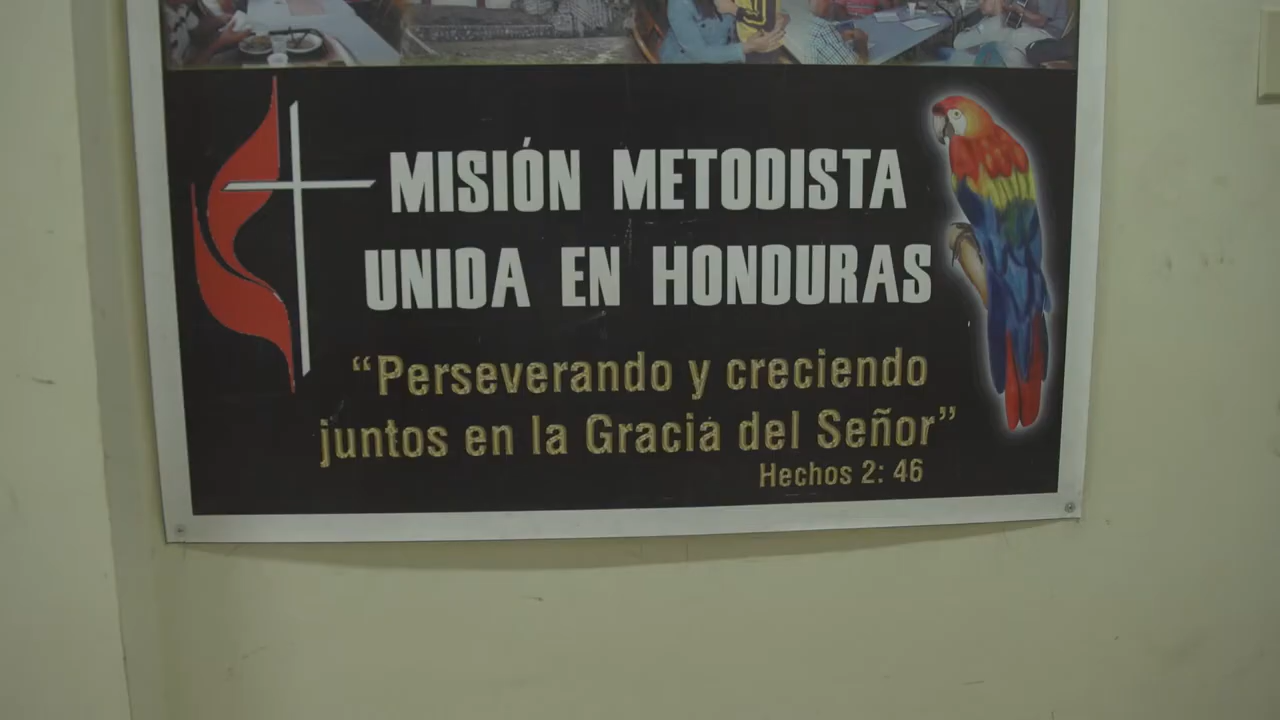 MISIÓN METODISTA
UNIDA EN HONDURAS
“Perseverando y creciendo
juntos en la Gracia del Señor”
Hechos 2: 46